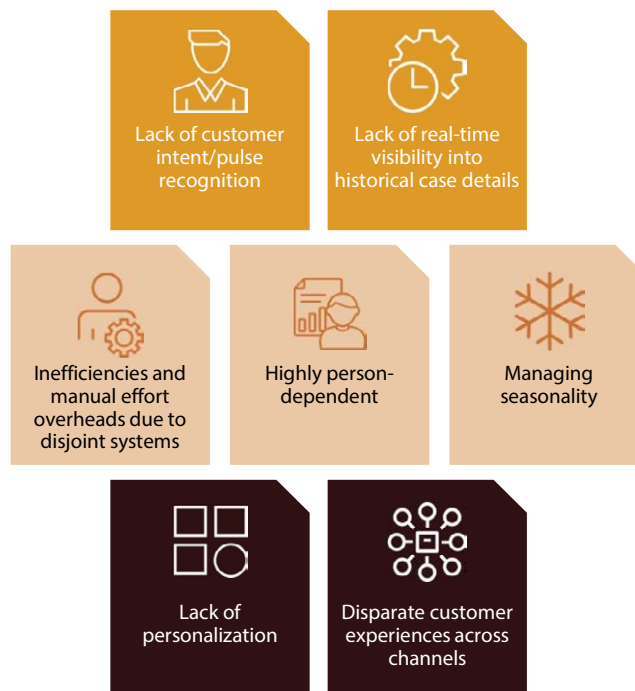 Lack of customer
intent/pulse
recognition
Lack of real-time
visibility into
historical case details
Inefficiencies and
manual effort
overheads due to
disjoint systems
Highly person-
dependent
Managing
seasonality
Lack of
personalization
Disparate customer
experiences across
channels